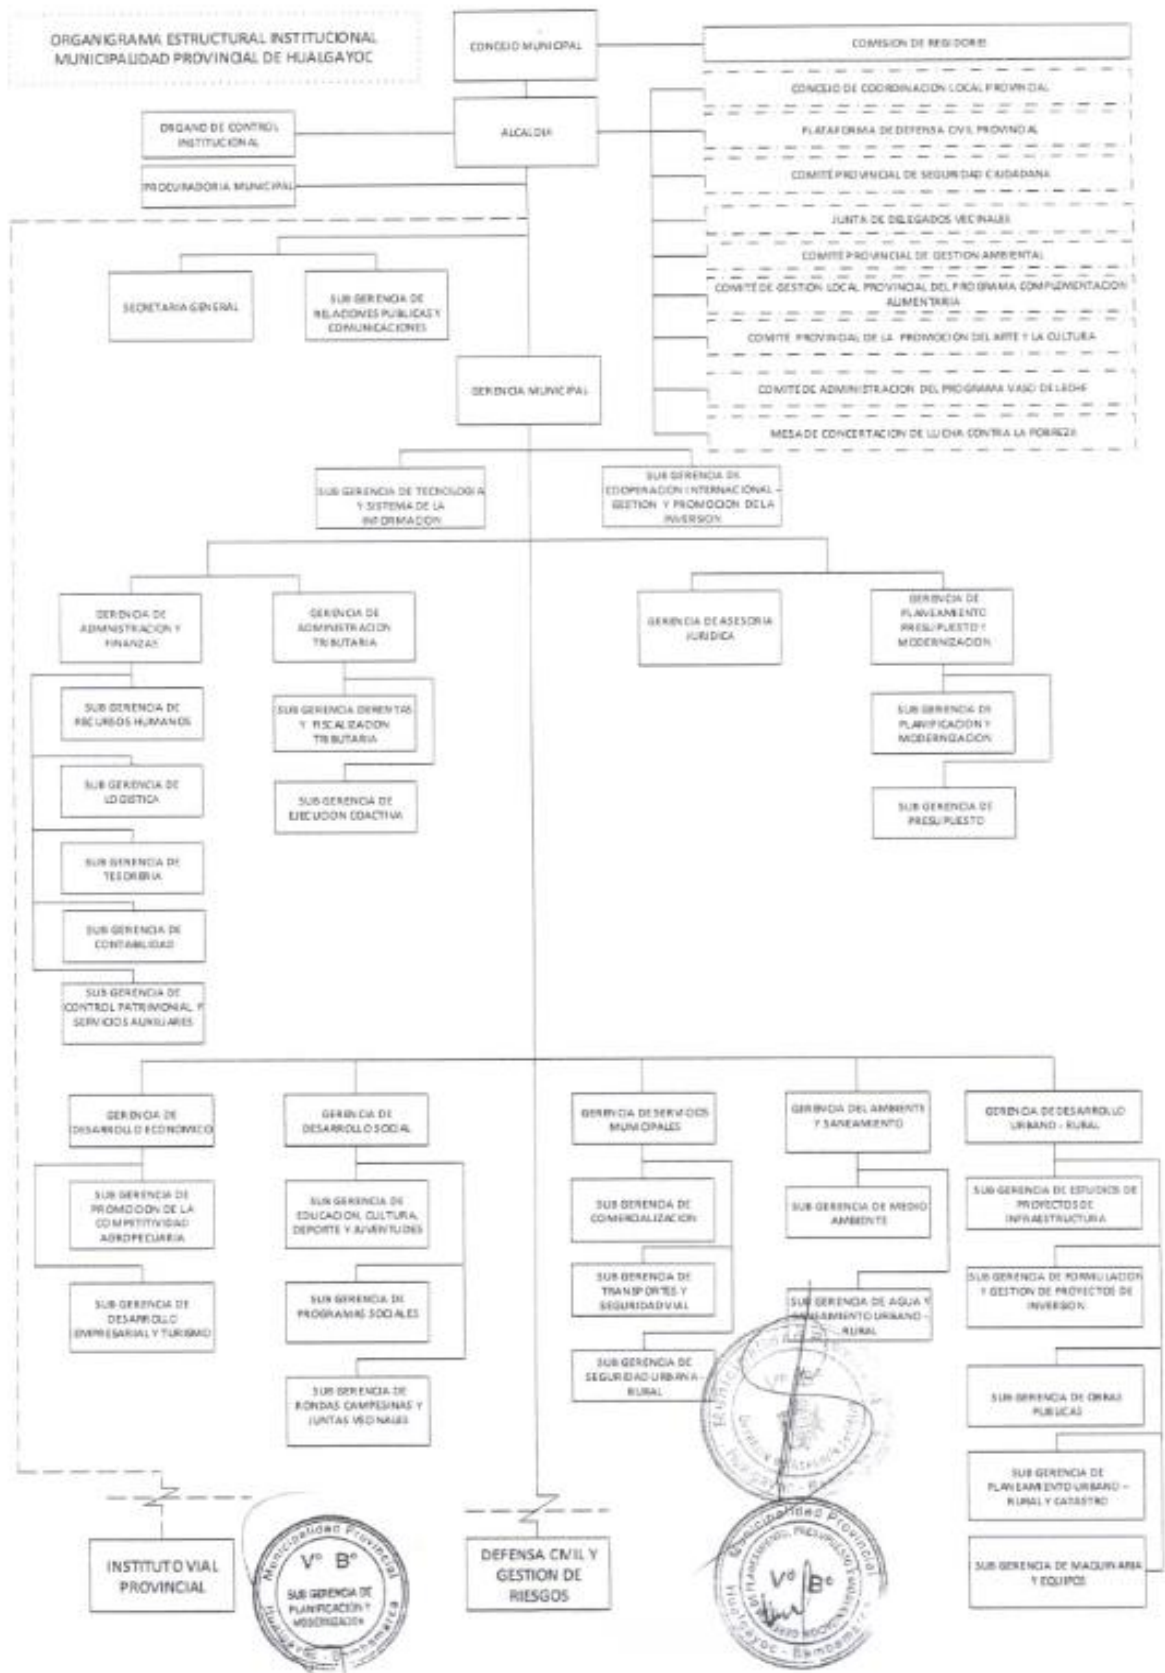 ORGANIGRAMA ESTRUCTURAL INSTITUCIONAL
MUNICIPALIDAD PROVINCIAL DE HUALGAYOC
CONCEJO MUNICIPAL
COMISION DE REGIDORES
CONCEJO DE COORDINACION LOCAL PROVINCIAL
ORGANO DE CONTROL
INSTITUCIONAL
ALCALDIA
PLATAFORMA DE DEFENSA CIVIL PROVINCIAL
PROCURADORIA MUNICIPAL
COMITÉ PROVINCIAL DE SEGURIDAD CIUDADANA
JUNTA DE DELEGADOS VECINALES
COMITÉ PROVINCIAL DE GESTION AMBIENTAL
COMITÉ DE GESTION LOCAL PROVINCIAL DEL PROGRAMA COMPLEMENTACION
ALIMENTARIA
COMITÉ PROVINCIAL DE LA PROMOCION DEL ARTE Y LA CULTURA
COMITÉ DE ADMINISTRACION DEL PROGRAMA VASO DE LECHE
MESA DE CONCERTACION DE LUCHA CONTRA LA POBREZA
SECRETARIA GENERAL
SUB GERENCIA DE
RELACIONES PUBLICAS Y
COMUNICACIONES
GERENCIA MUNICIPAL
SUB GERENCIA DE TECNOLOGIA
Y SISTEMA DE LA
INFORMACION
SUB GERENCIA DE
COOPERACION INTERNACIONAL –
GESTION Y PROMOCION DE LA
INVERSION
GERENCIA DE
ADMINISTRACION Y
FINANZAS
GERENCIA DE
ADMINISTRACION
TRIBUTARIA
GERENCIA DE ASESORIA
JURIDICA
GERENCIA DE
PLANEAMIENTO
PRESUPUESTO Y
MODERNIZACION
SUB GERENCIA DE
RECURSOS HUMANOS
SUB GERENCIA DE RENTAS
Y FISCALIZACION
TRIBUTARIA
SUB GERENCIA DE
PLANIFICACION Y
MODERNIZACION
SUB GERENCIA DE
LOGISTICA
SUB GERENCIA DE
EJECUCION COACTIVA
SUB GERENCIA DE
PRESUPUESTO
SUB GERENCIA DE
TESORERIA
SUB GERENCIA DE
CONTABILIDAD
SUB GERENCIA DE
CONTROL PATRIMONIAL Y
SERVICIOS AUXILIARES
GERENCIA DE
DESARROLLO ECONOMICO
GERENCIA DE
DESARROLLO SOCIAL
GERENCIA DE SERVICIOS
MUNICIPALES
GERENCIA DEL AMBIENTE
Y SANEAMIENTO
GERENCIA DE DESARROLLO
URBANO - RURAL
SUB GERENCIA DE
PROMOCION DE LA
COMPETITIVIDAD
AGROPECUARIA
SUB GERENCIA DE
EDUCACION, CULTURA,
DEPORTE Y JUVENTUDES
SUB GERENCIA DE
COMERCIALIZACION
SUB GERENCIA DE MEDIO
AMBIENTE
SUB GERENCIA DE ESTUDIOS DE
PROYECTOS DE
INFRAESTRUCTURA
SUB GERENCIA DE
DESARROLLO
EMPRESARIAL Y TURISMO
SUB GERENCIA DE
PROGRAMAS SOCIALES
SUB GERENCIA DE
TRANSPORTES Y
SEGURIDAD VIAL
SUB GERENCIA DE AGUA Y
SANEAMIENTO URBANO -
RURAL
SUB GERENCIA DE FORMULACION
Y GESTION DE PROYECTOS DE
INVERSION
SUB GERENCIA DE
RONDAS CAMPESINAS Y
JUNTAS VECINALES
SUB GERENCIA DE
SEGURIDAD URBANA -
RURAL
SUB GERENCIA DE OBRAS
PUBLICAS
SUB GERENCIA DE
PLANEAMIENTO URBANO –
RURAL Y CATASTRO
SUB GERENCIA DE MAQUINARIA
Y EQUIPOS
INSTITUTO VIAL
PROVINCIAL
DEFENSA CIVIL Y
GESTION DE
RIESGOS
Municipalidad Provincial
V° B°
SUB GERENCIA DE
PLANIFICACIÓN Y
MODERNIZACIÓN
Hualgayoc - Bambamarca
Municipalidad Provincial
V° B°
Hualgayoc - Bambamarca